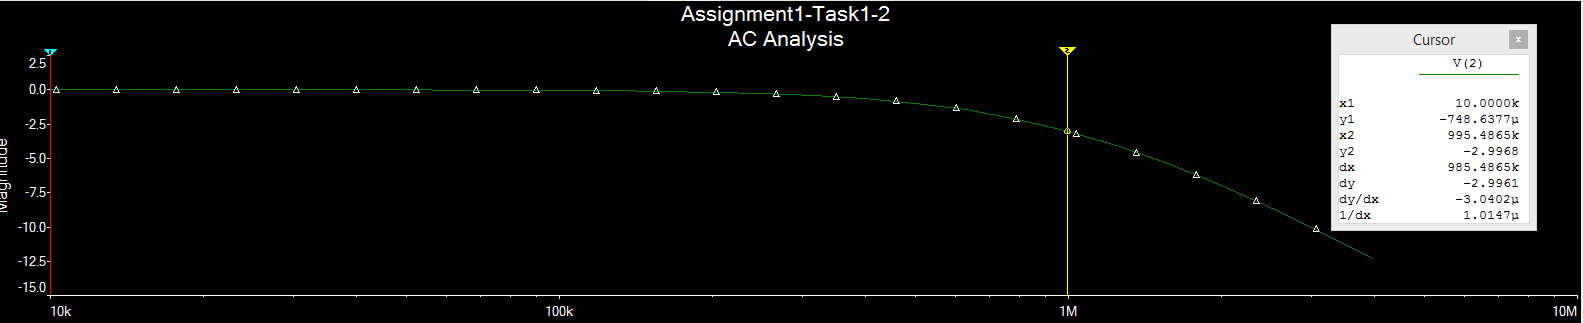 Assignment1-Task1-2
AC Analysis
Magnitude
2.5
0.0
-2.5
-5.0
-7.5
-10.0
-12.5
-15.0
10k
100k
1M
10M
1
2
Cursor
x
V(2)
x1 10.0000k
y1 -748.6377µ
x2 995.4865k
y2 -2.9968
dx 985.4865k
dy -2.9961
dy/dx -3.0402µ
1/dx 1.0147µ